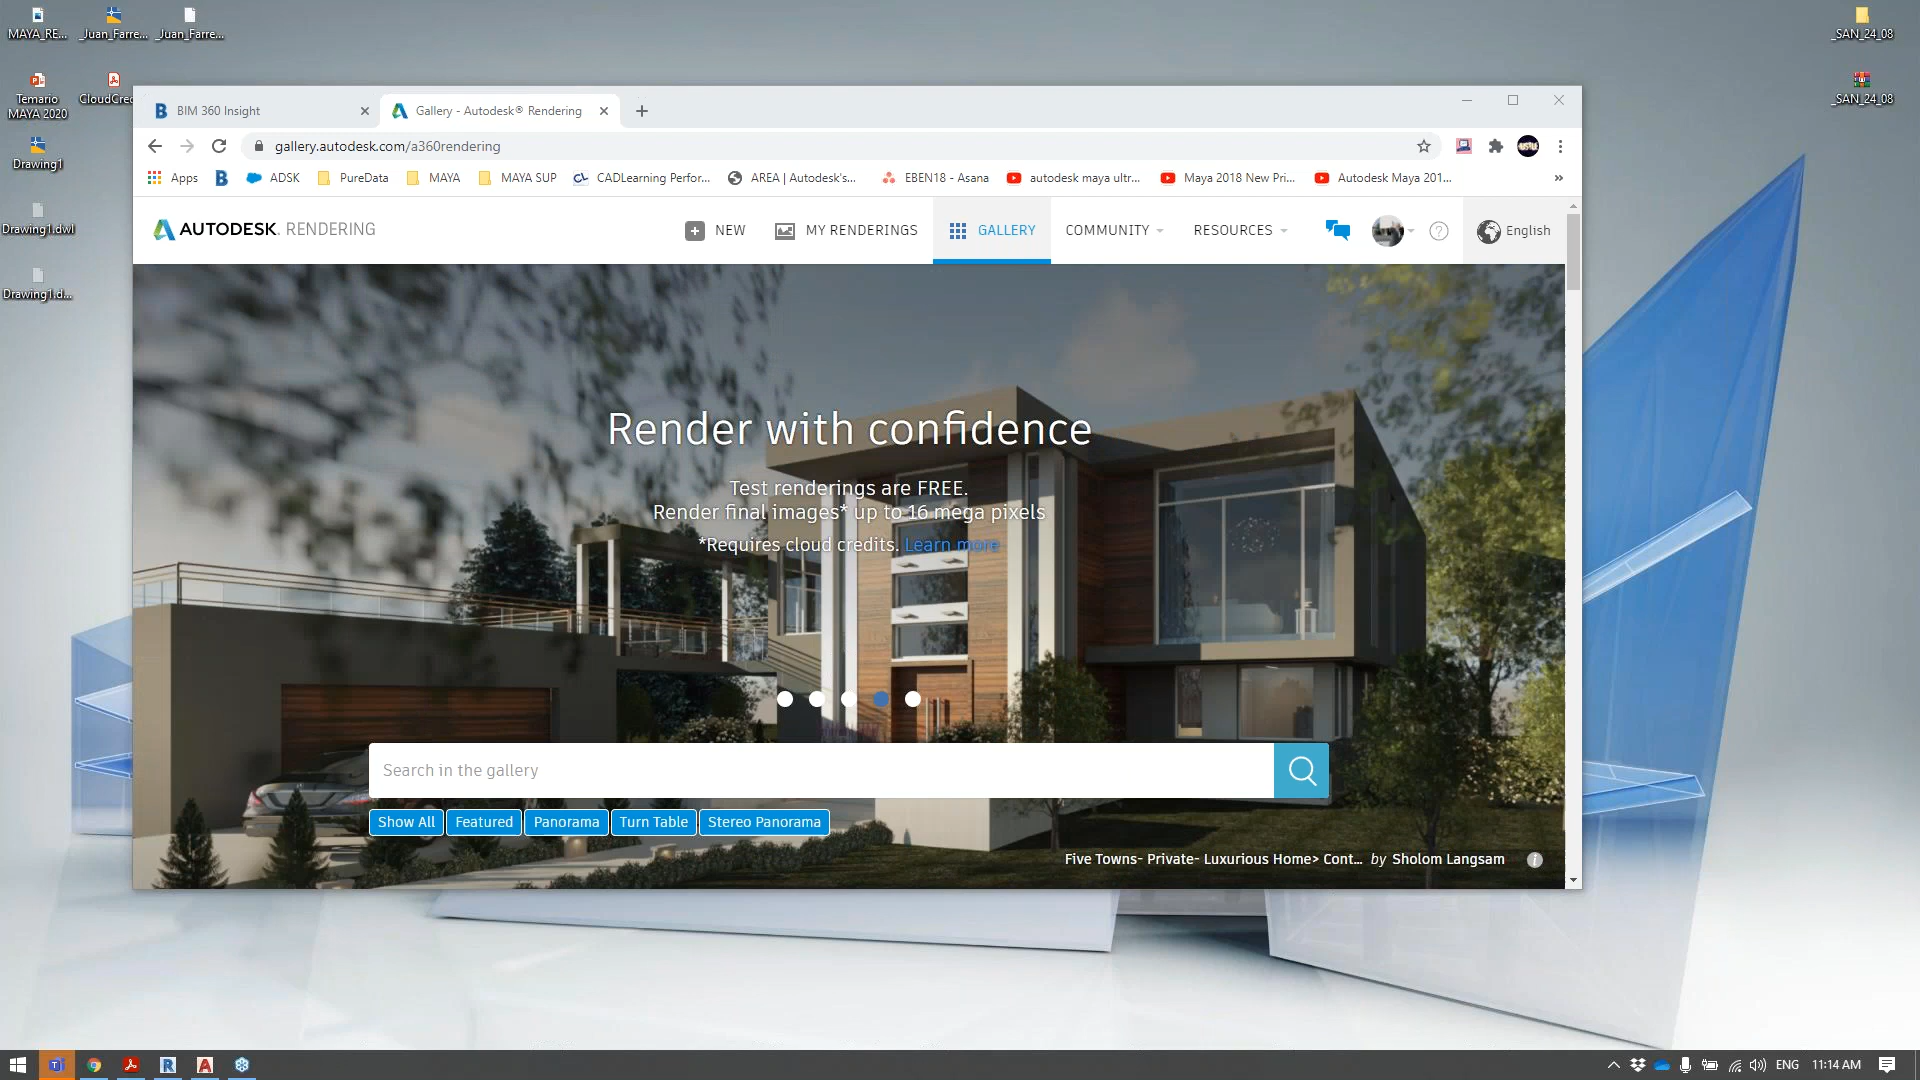 MAYA_RE...
_Juan_Farre...
_Juan_Farre...
_SAN_24_08
Temario
MAYA 2020
CloudCred
_SAN_24_08
Drawing1
Drawing1.dwl
Drawing1.d...
BIM 360 Insight
Gallery - Autodesk® Rendering
gallery.autodesk.com/a360rendering
Apps
ADSK
PureData
MAYA
MAYA SUP
CADLearning Perfor...
AREA | Autodesk's...
EBEN18 - Asana
autodesk maya ultr...
Maya 2018 New Pri...
Autodesk Maya 201...
»
AUTODESK. RENDERING
NEW
MY RENDERINGS
GALLERY
COMMUNITY
RESOURCES
English
Render with confidence
Test renderings are FREE.
Render final images* up to 16 mega pixels
*Requires cloud credits. Learn more
Search in the gallery
Show All
Featured
Panorama
Turn Table
Stereo Panorama
Five Towns- Private- Luxurious Home> Cont... by Sholom Langsam
ENG
11:14 AM